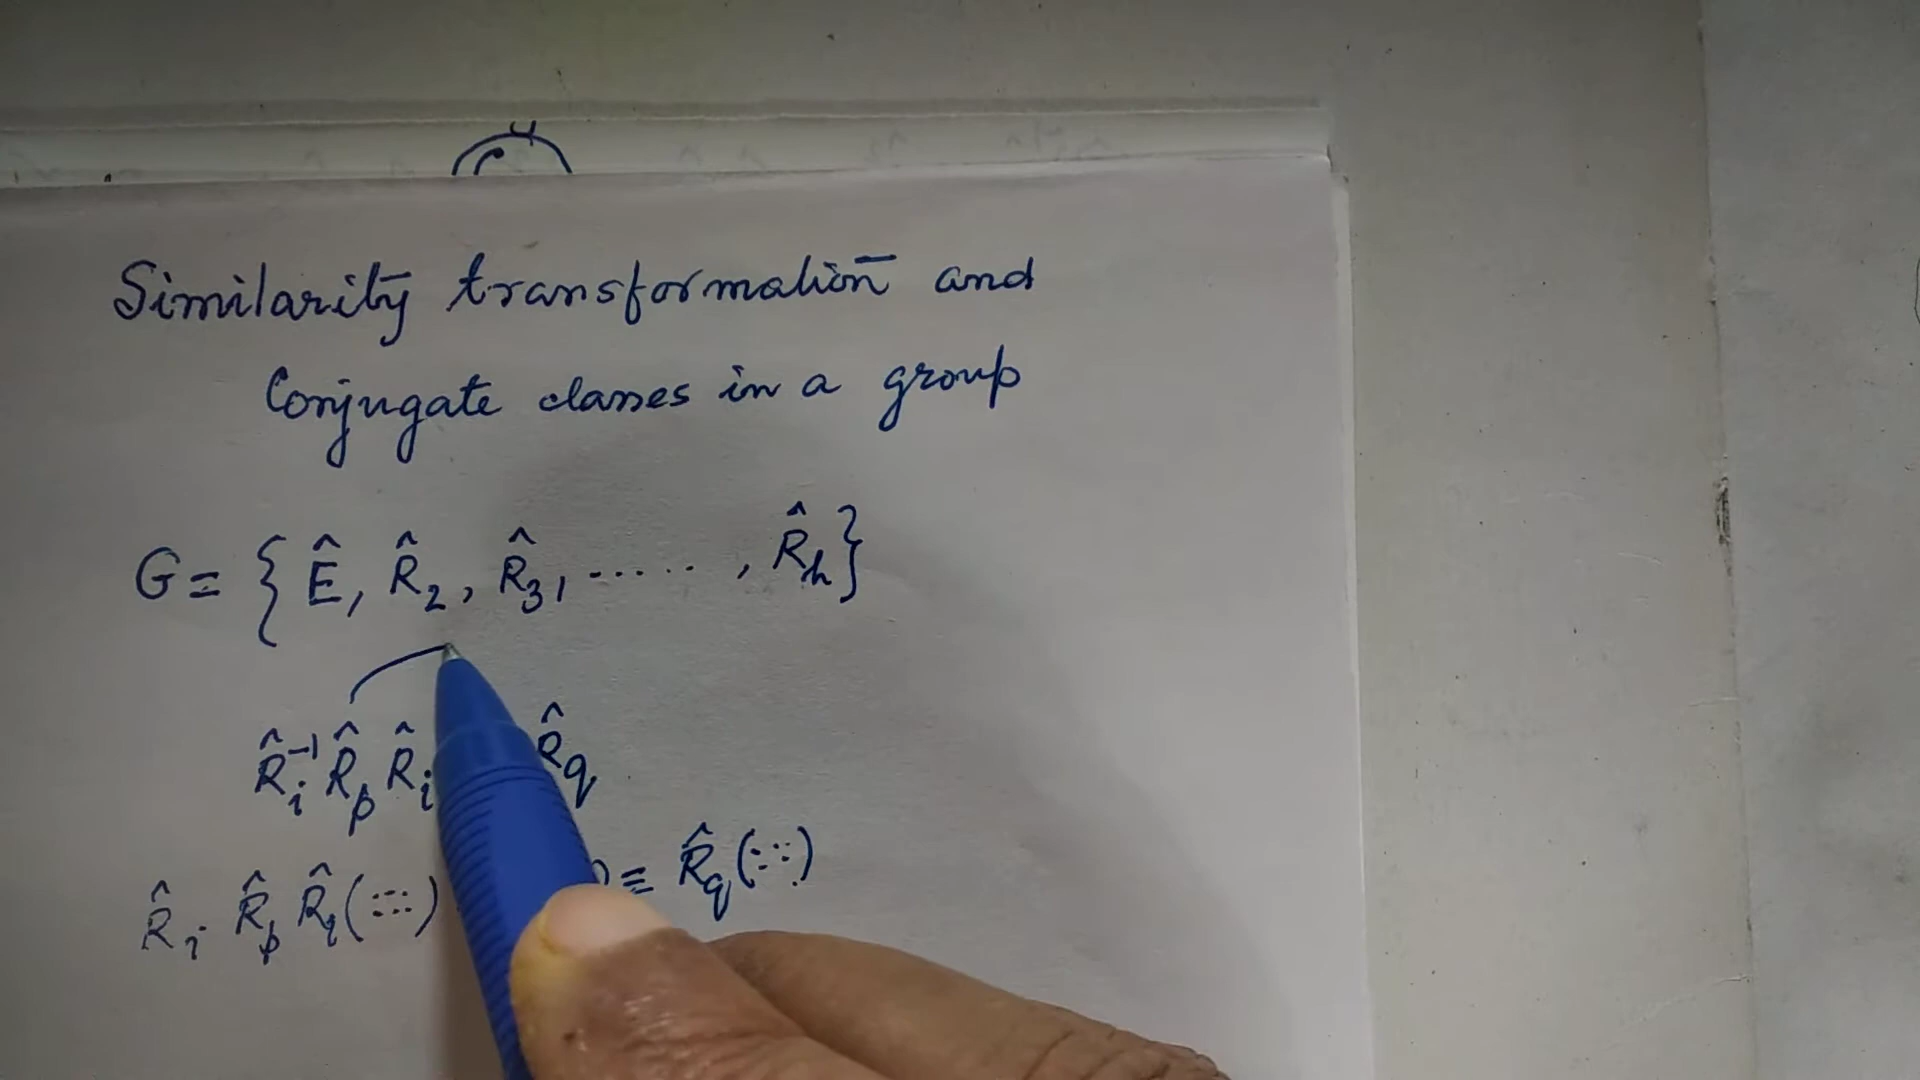 Similarity transformation and
Conjugate classes in a group
G = { Ê, R̂₂, R̂₃, ......, R̂ₕ }
R̂ᵢ⁻¹ R̂ₚ R̂ᵢ R̂q
R̂ᵢ R̂ₚ R̂ (:::) ≡ R̂q (:::)